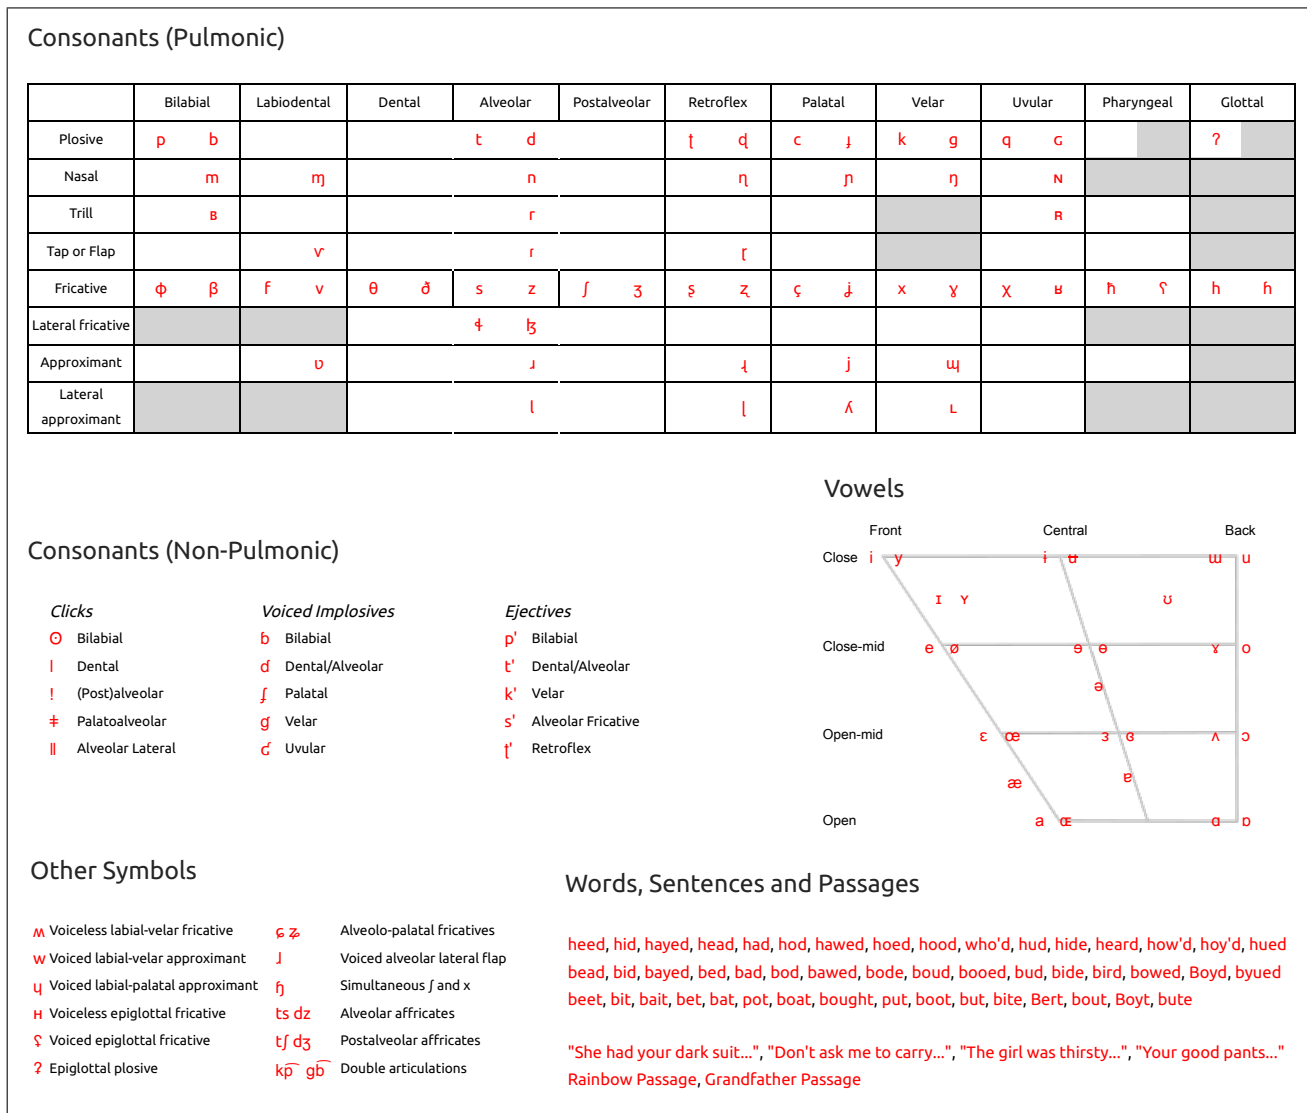 Consonants (Pulmonic)
Bilabial Labiodental Dental Alveolar Postalveolar Retroflex Palatal Velar Uvular Pharyngeal Glottal
Plosive p b t d ʈ ɖ c ɟ k ɡ q ɢ ʔ
Nasal m ɱ n ɳ ɲ ŋ ɴ
Trill ʙ r ʀ
Tap or Flap ⱱ ɾ ɽ
Fricative ɸ β f v θ ð s z ʃ ʒ ʂ ʐ ç ʝ x ɣ χ ʁ ħ ʕ h ɦ
Lateral fricative ɬ ɮ
Approximant ʋ ɹ ɻ j ɰ
Lateral
approximant l ɭ ʎ ʟ
Vowels
Front Central Back
Close i y ɨ ʉ ɯ u
ɪ ʏ ʊ
Close-mid e ø ɘ ɵ ɤ o
ə
Open-mid ɛ œ ɜ ɞ ʌ ɔ
æ ɐ
Open a ɶ ɑ ɒ
Consonants (Non-Pulmonic)
Clicks Voiced Implosives Ejectives
ʘ Bilabial ɓ Bilabial p' Bilabial
ǀ Dental ɗ Dental/Alveolar t' Dental/Alveolar
! (Post)alveolar ʄ Palatal k' Velar
ǂ Palatoalveolar ɠ Velar s' Alveolar Fricative
ǁ Alveolar Lateral ʛ Uvular ʈ' Retroflex
Other Symbols
ʍ Voiceless labial-velar fricative ɕ ʑ Alveolo-palatal fricatives
w Voiced labial-velar approximant ɺ Voiced alveolar lateral flap
ɥ Voiced labial-palatal approximant ɧ Simultaneous ʃ and x
ʜ Voiceless epiglottal fricative ts dz Alveolar affricates
ʢ Voiced epiglottal fricative tʃ dʒ Postalveolar affricates
ʡ Epiglottal plosive k͡p ɡ͡b Double articulations
Words, Sentences and Passages
heed, hid, hayed, head, had, hod, hawed, hoed, hood, who'd, hud, hide, heard, how'd, hoy'd, hued
bead, bid, bayed, bed, bad, bod, bawed, bode, boud, booed, bud, bide, bird, bowed, Boyd, byued
beet, bit, bait, bet, bat, pot, boat, bought, put, boot, but, bite, Bert, bout, Boyt, bute
"She had your dark suit...", "Don't ask me to carry...", "The girl was thirsty...", "Your good pants..."
Rainbow Passage, Grandfather Passage